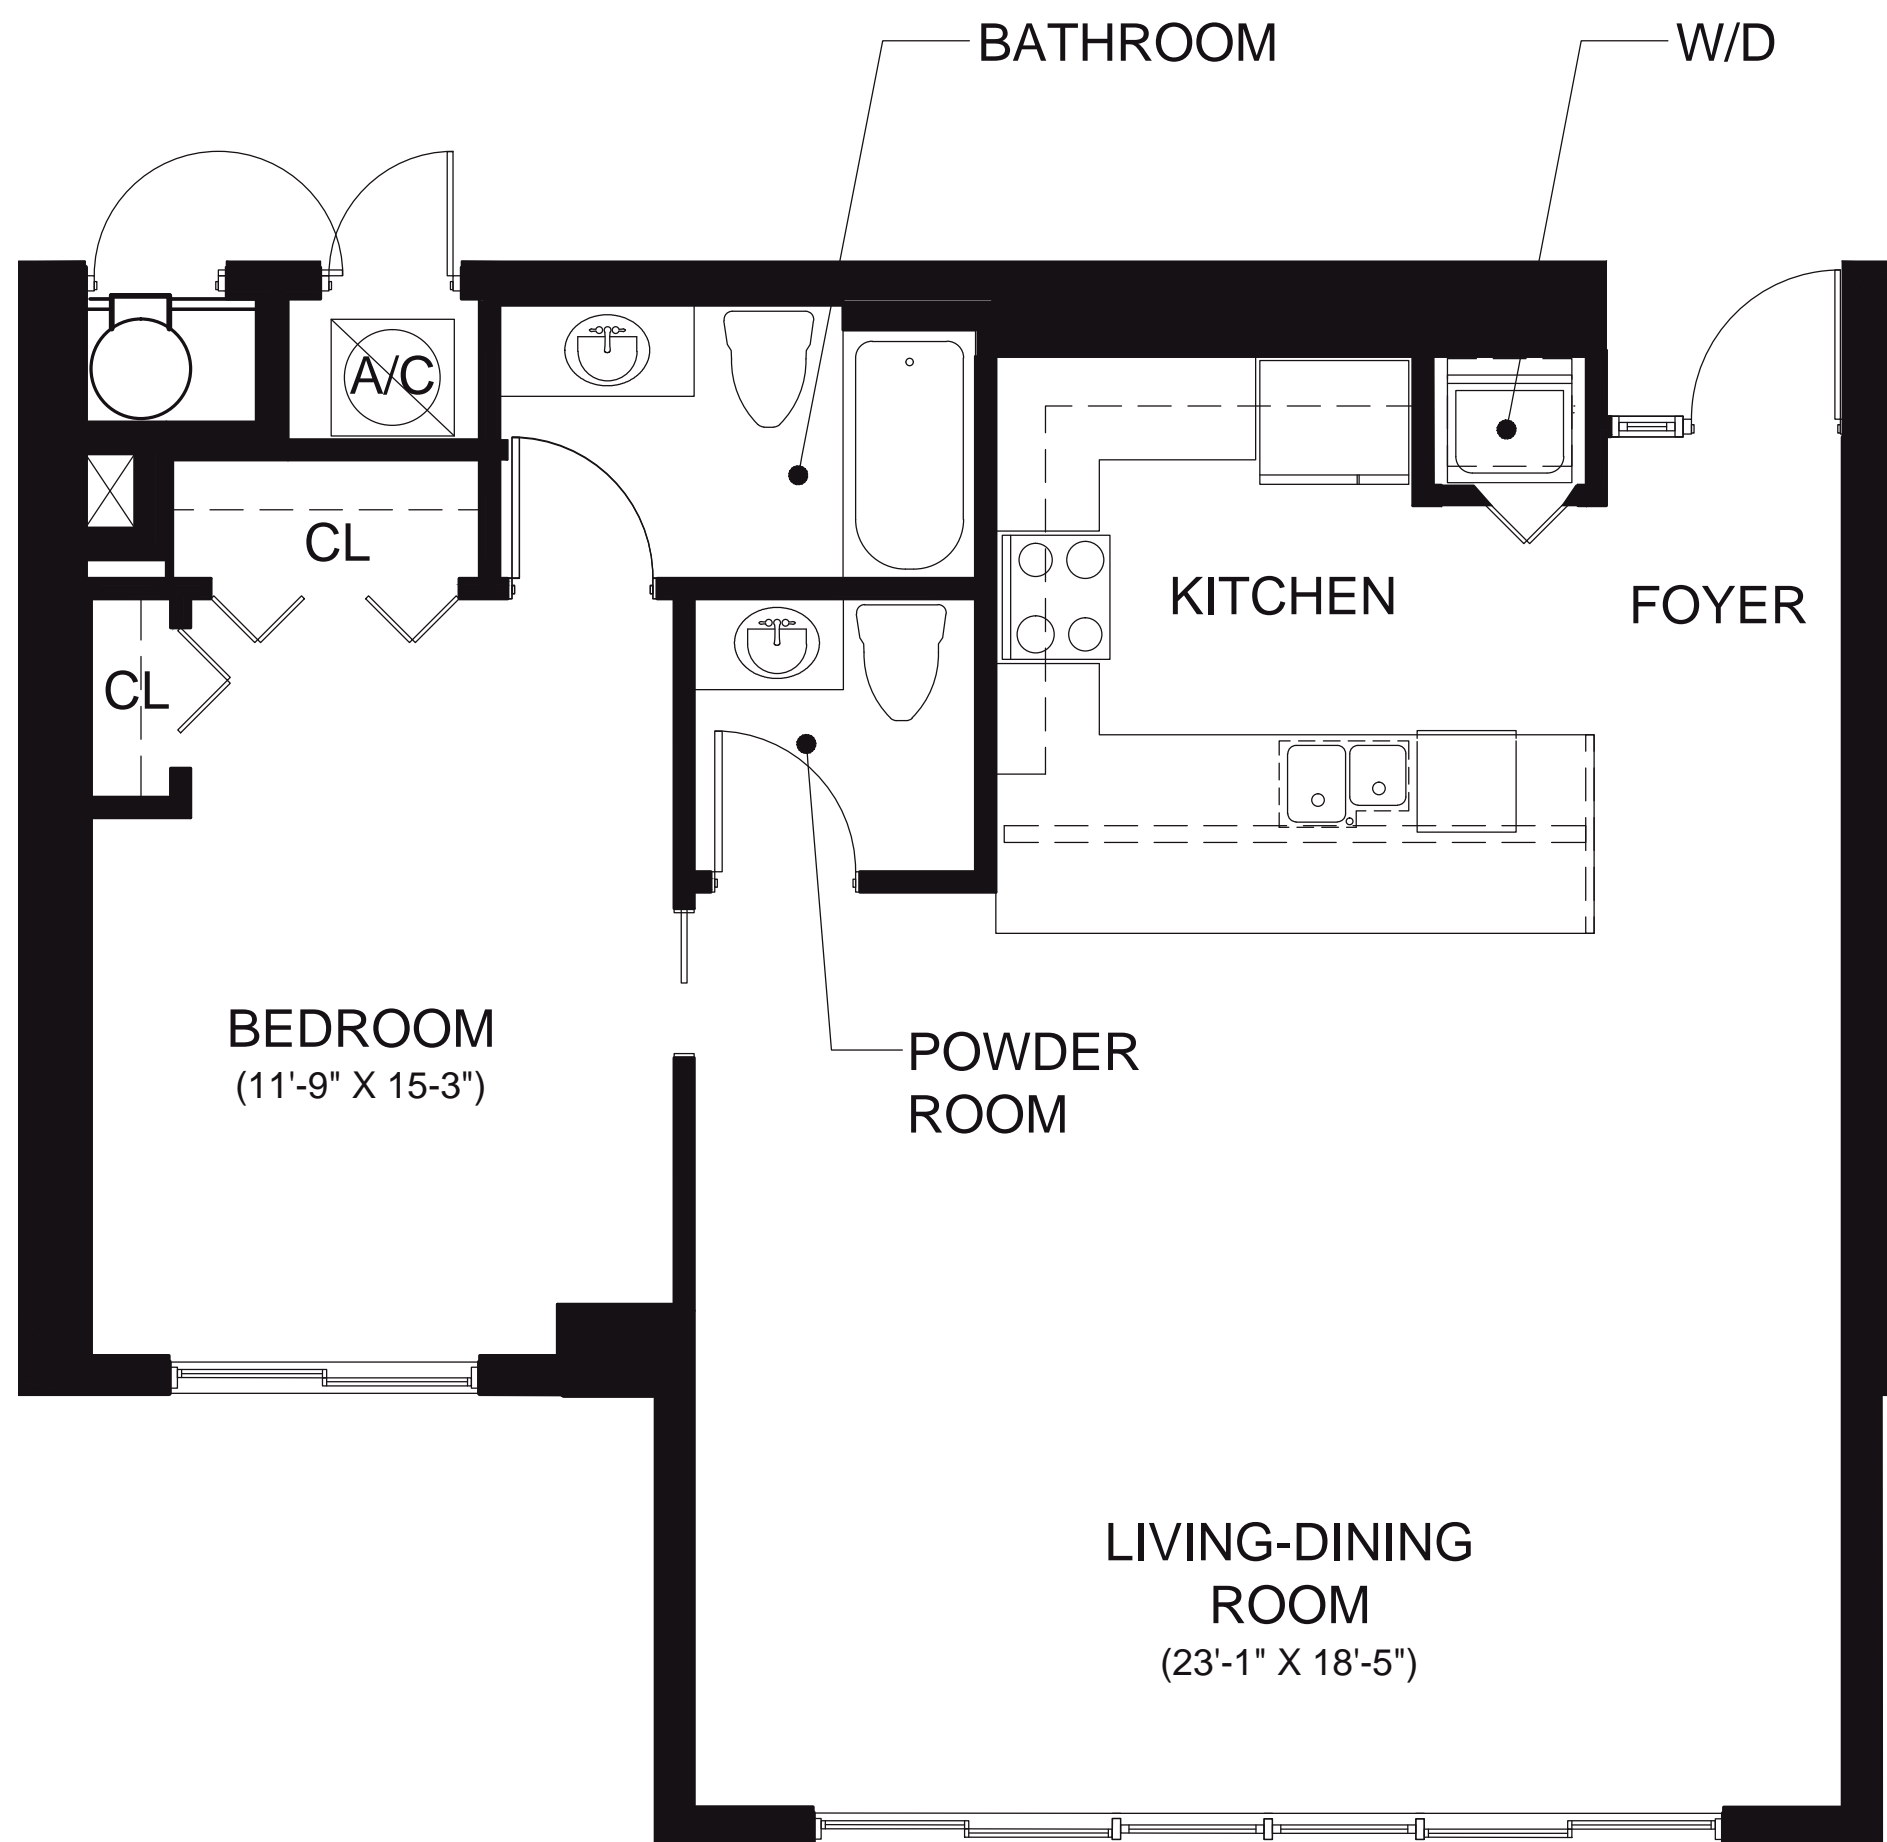 BATHROOM
W/D
A/C
CL
KITCHEN
FOYER
CL
BEDROOM
(11'-9" X 15-3")
POWDER
ROOM
LIVING-DINING
ROOM
(23'-1" X 18'-5")